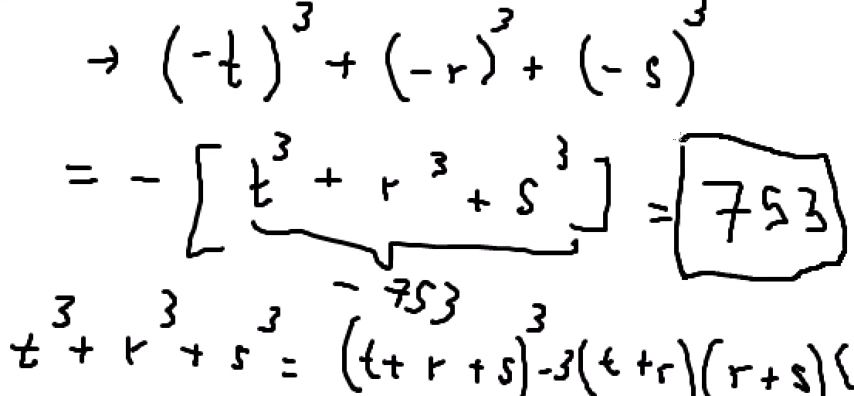 → (-t)³ + (-r)³ + (-s)³
= - [t³ + r³ + s³] = 753
- 753
t³ + r³ + s³ = (t + r + s)³ - 3(t + r)(r + s)(